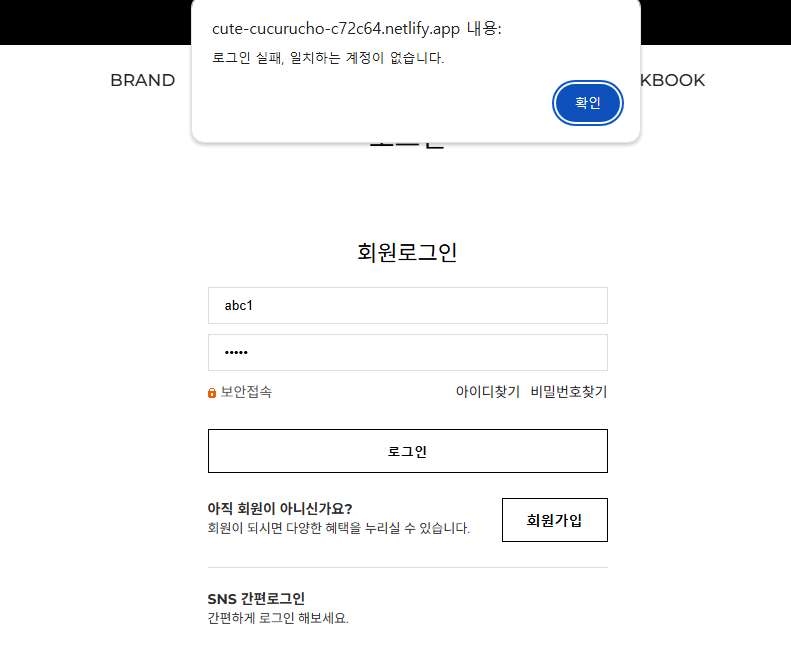 cute-cucurucho-c72c64.netlify.app 내용:
로그인 실패, 일치하는 계정이 없습니다.
확인
BRAND
KBOOK
회원로그인
abc1
•••••
보안접속 아이디찾기 비밀번호찾기
로그인
아직 회원이 아니신가요?
회원이 되시면 다양한 혜택을 누리실 수 있습니다.
회원가입
SNS 간편로그인
간편하게 로그인 해보세요.